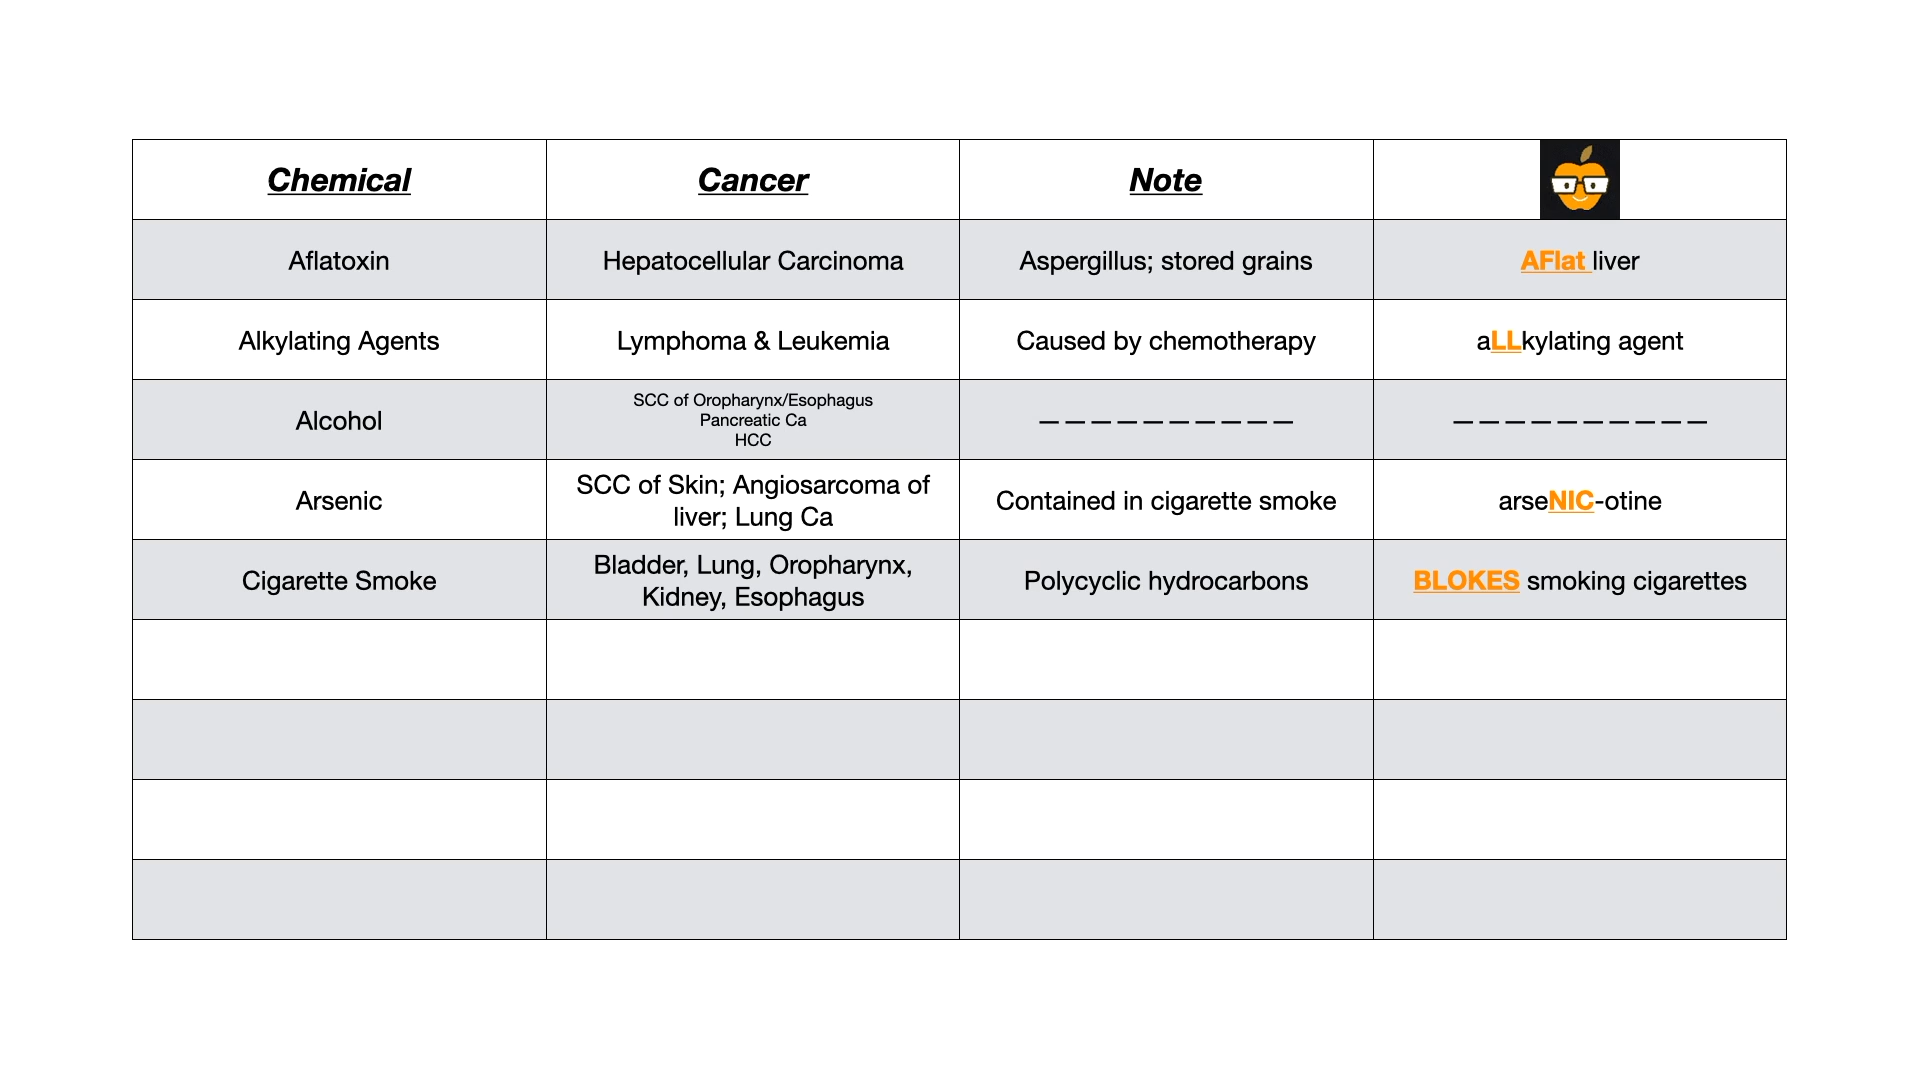 Chemical Cancer Note
Aflatoxin Hepatocellular Carcinoma Aspergillus; stored grains AFlat liver
Alkylating Agents Lymphoma & Leukemia Caused by chemotherapy aLLkylating agent
Alcohol
SCC of Oropharynx/Esophagus
Pancreatic Ca
HCC
— — — — — — — — — — — — — — — — — — — —
Arsenic
SCC of Skin; Angiosarcoma of
liver; Lung Ca
Contained in cigarette smoke arseNIC-otine
Cigarette Smoke
Bladder, Lung, Oropharynx,
Kidney, Esophagus
Polycyclic hydrocarbons BLOKES smoking cigarettes